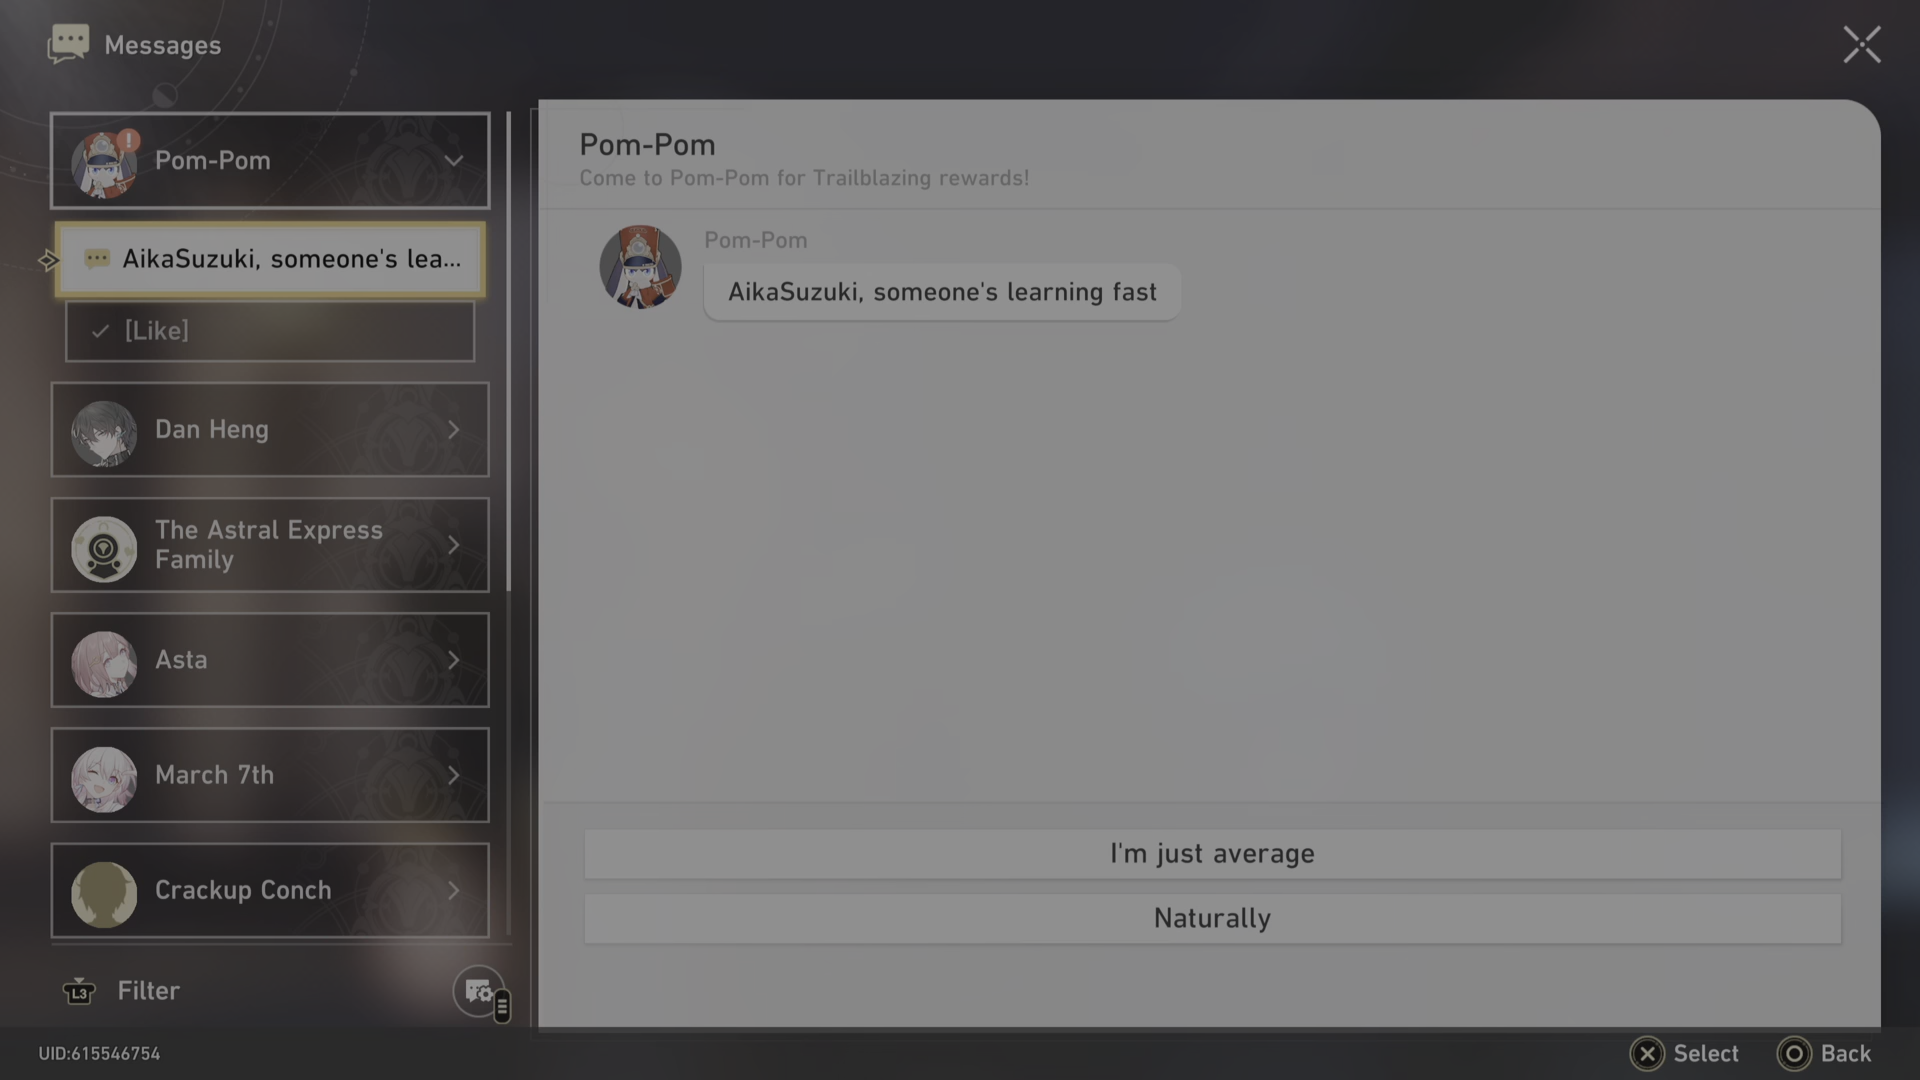 Messages
Pom-Pom
AikaSuzuki, someone's lea...
[Like]
Dan Heng
The Astral Express
Family
Asta
March 7th
Crackup Conch
L3 Filter
Pom-Pom
Come to Pom-Pom for Trailblazing rewards!
Pom-Pom
AikaSuzuki, someone's learning fast
I'm just average
Naturally
UID:615546754
Select
Back